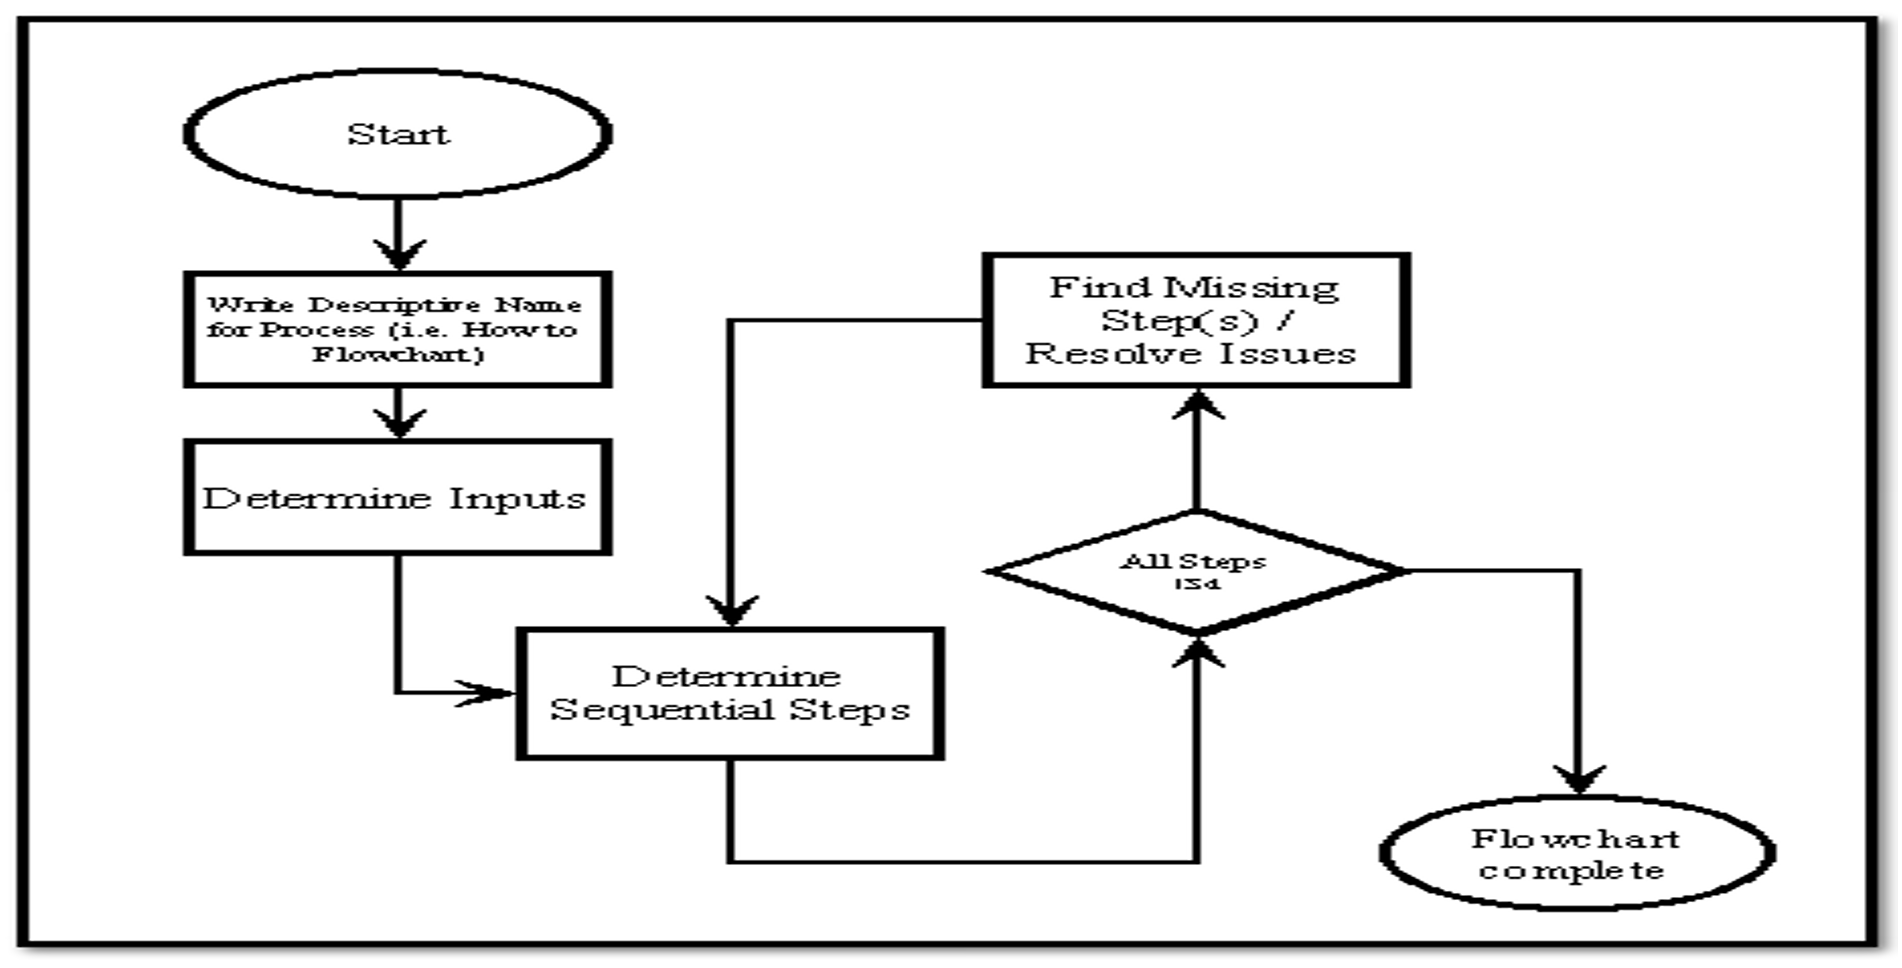 Start
Write Descriptive Name
for Process (i.e. How to
Flowchart)
Determine Inputs
Determine
Sequential Steps
Find Missing
Step(s) /
Resolve Issues
All Steps
Flowchart
complete